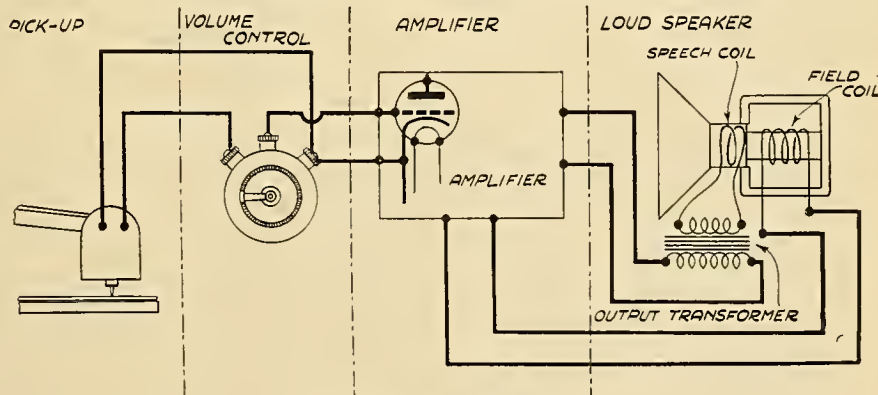 PICK-UP
VOLUME
CONTROL
AMPLIFIER
LOUD SPEAKER
SPEECH COIL
FIELD
COIL
AMPLIFIER
OUTPUT TRANSFORMER